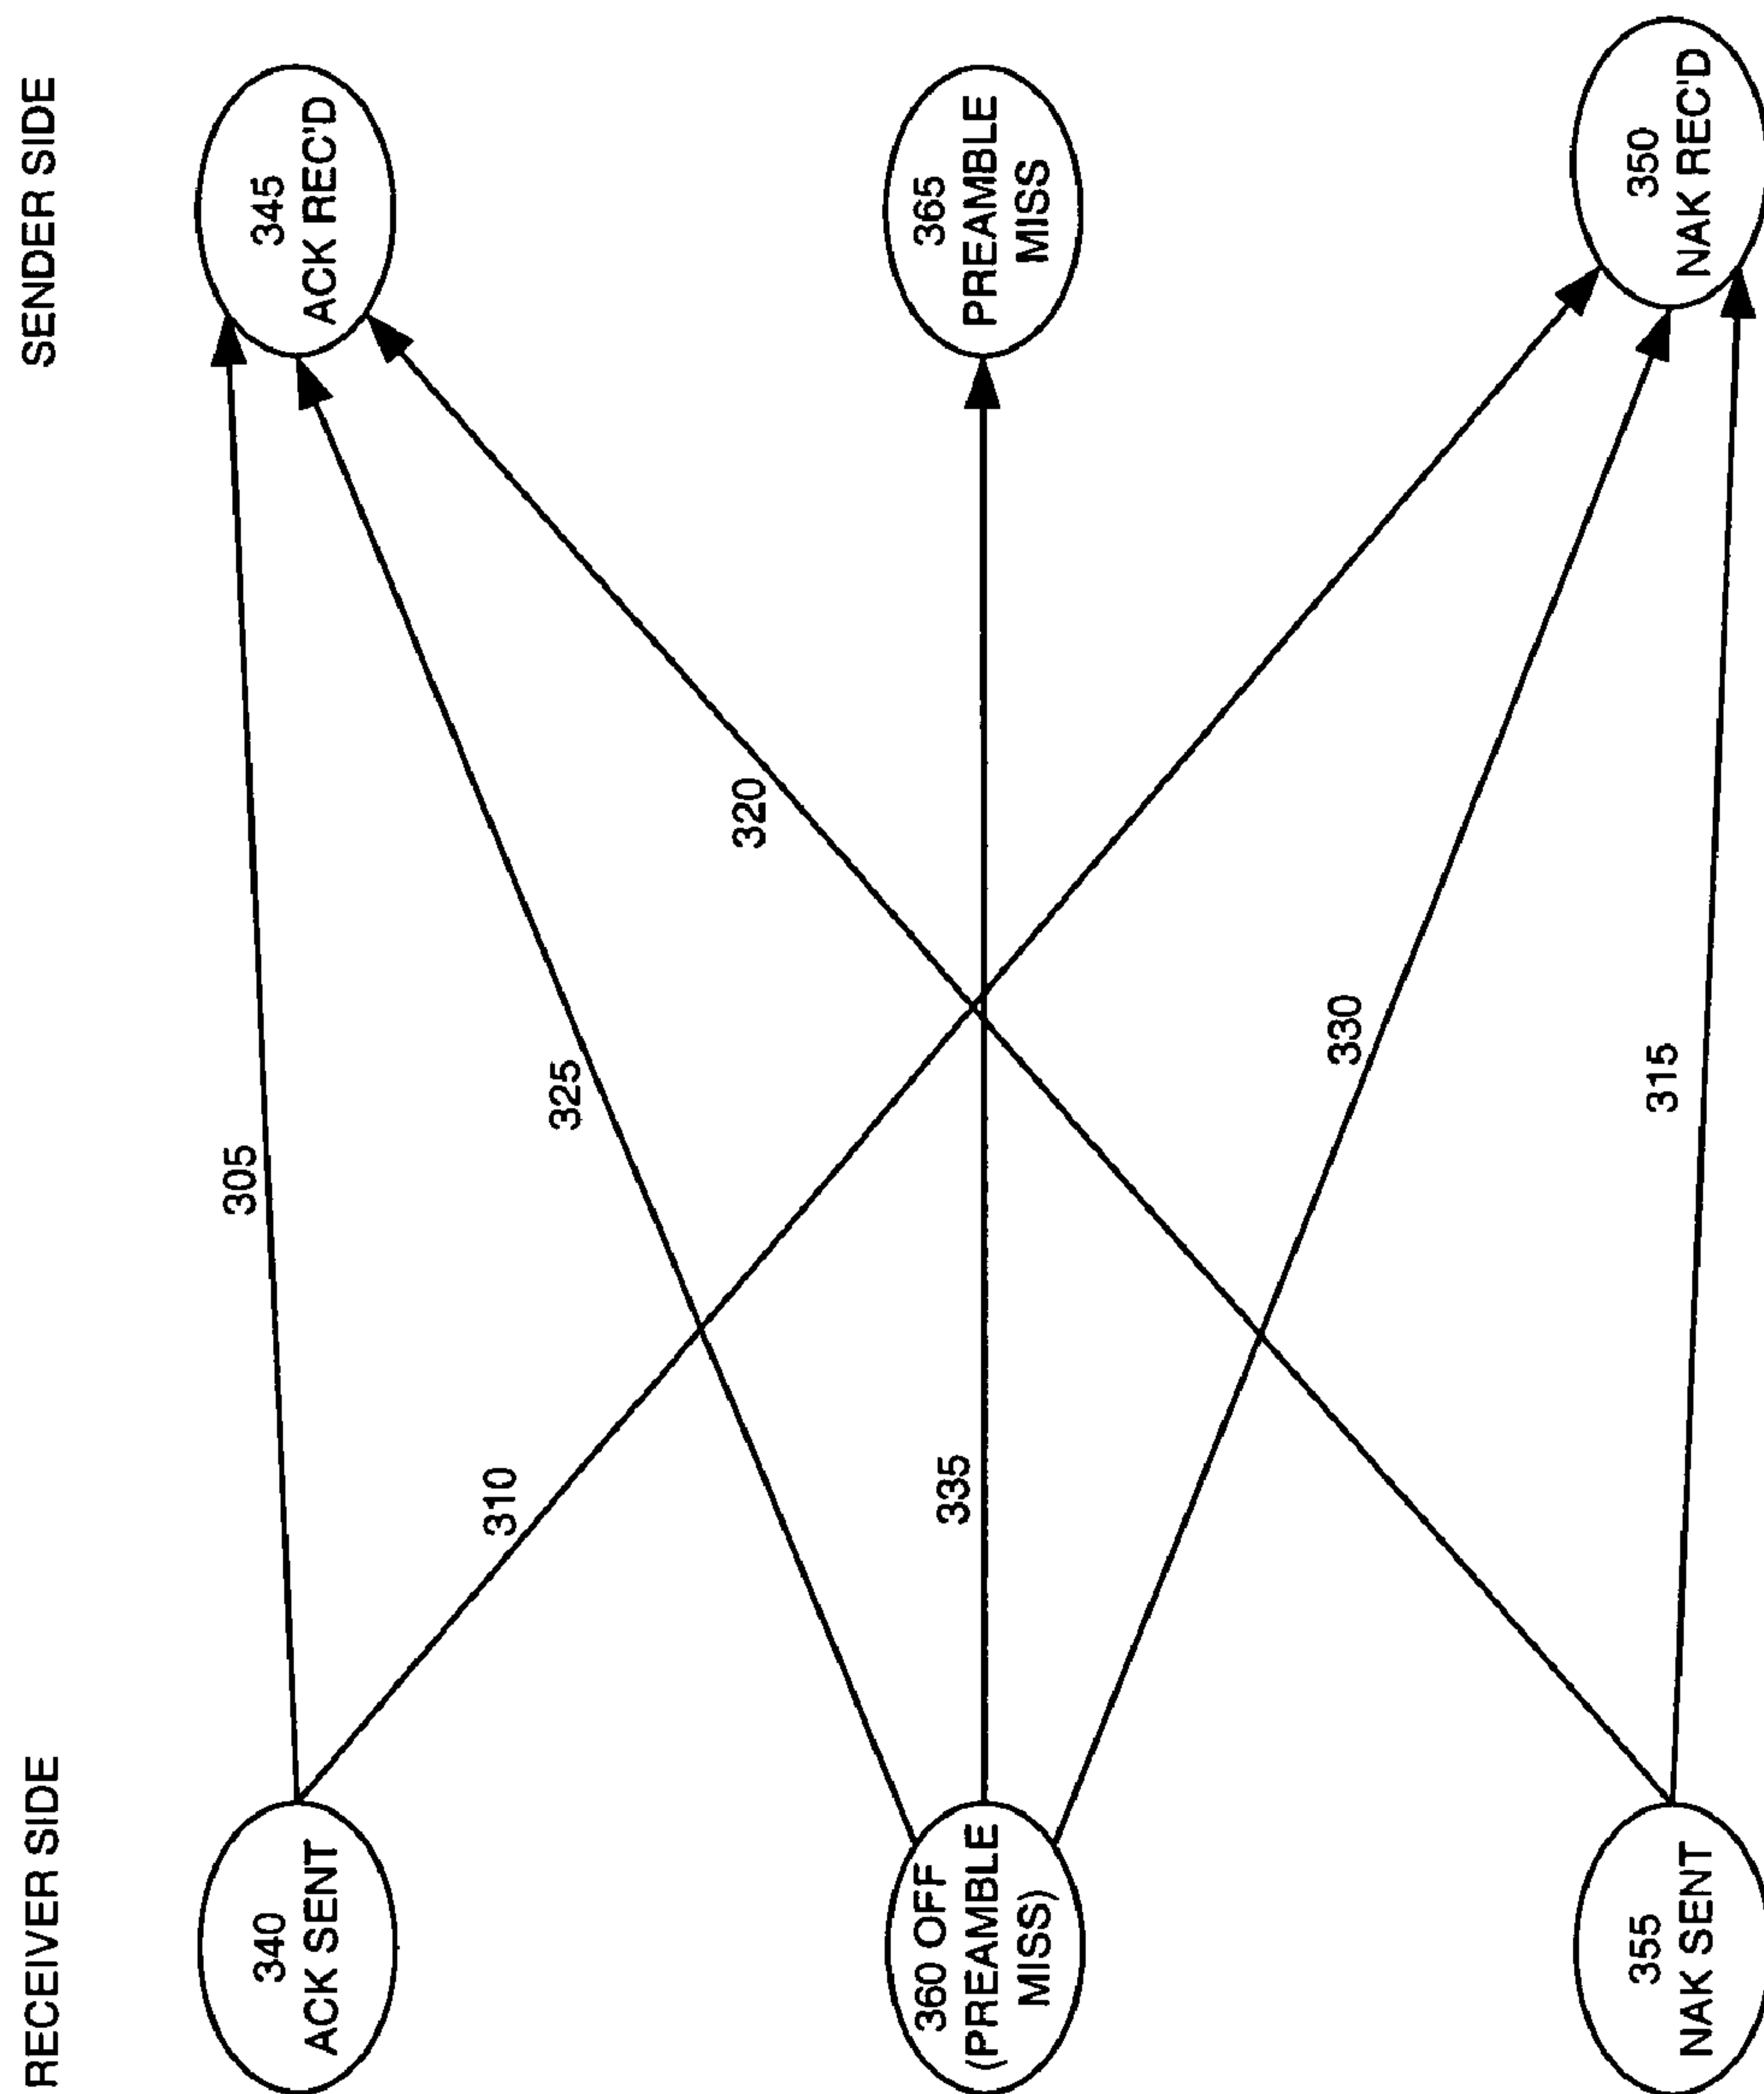 RECEIVER SIDE
SENDER SIDE
340
ACK SENT
305
345
ACK REC'D
310
325
320
360 OFF
(PREAMBLE
MISS)
335
365
PREAMBLE
MISS
330
355
NAK SENT
315
350
NAK REC'D